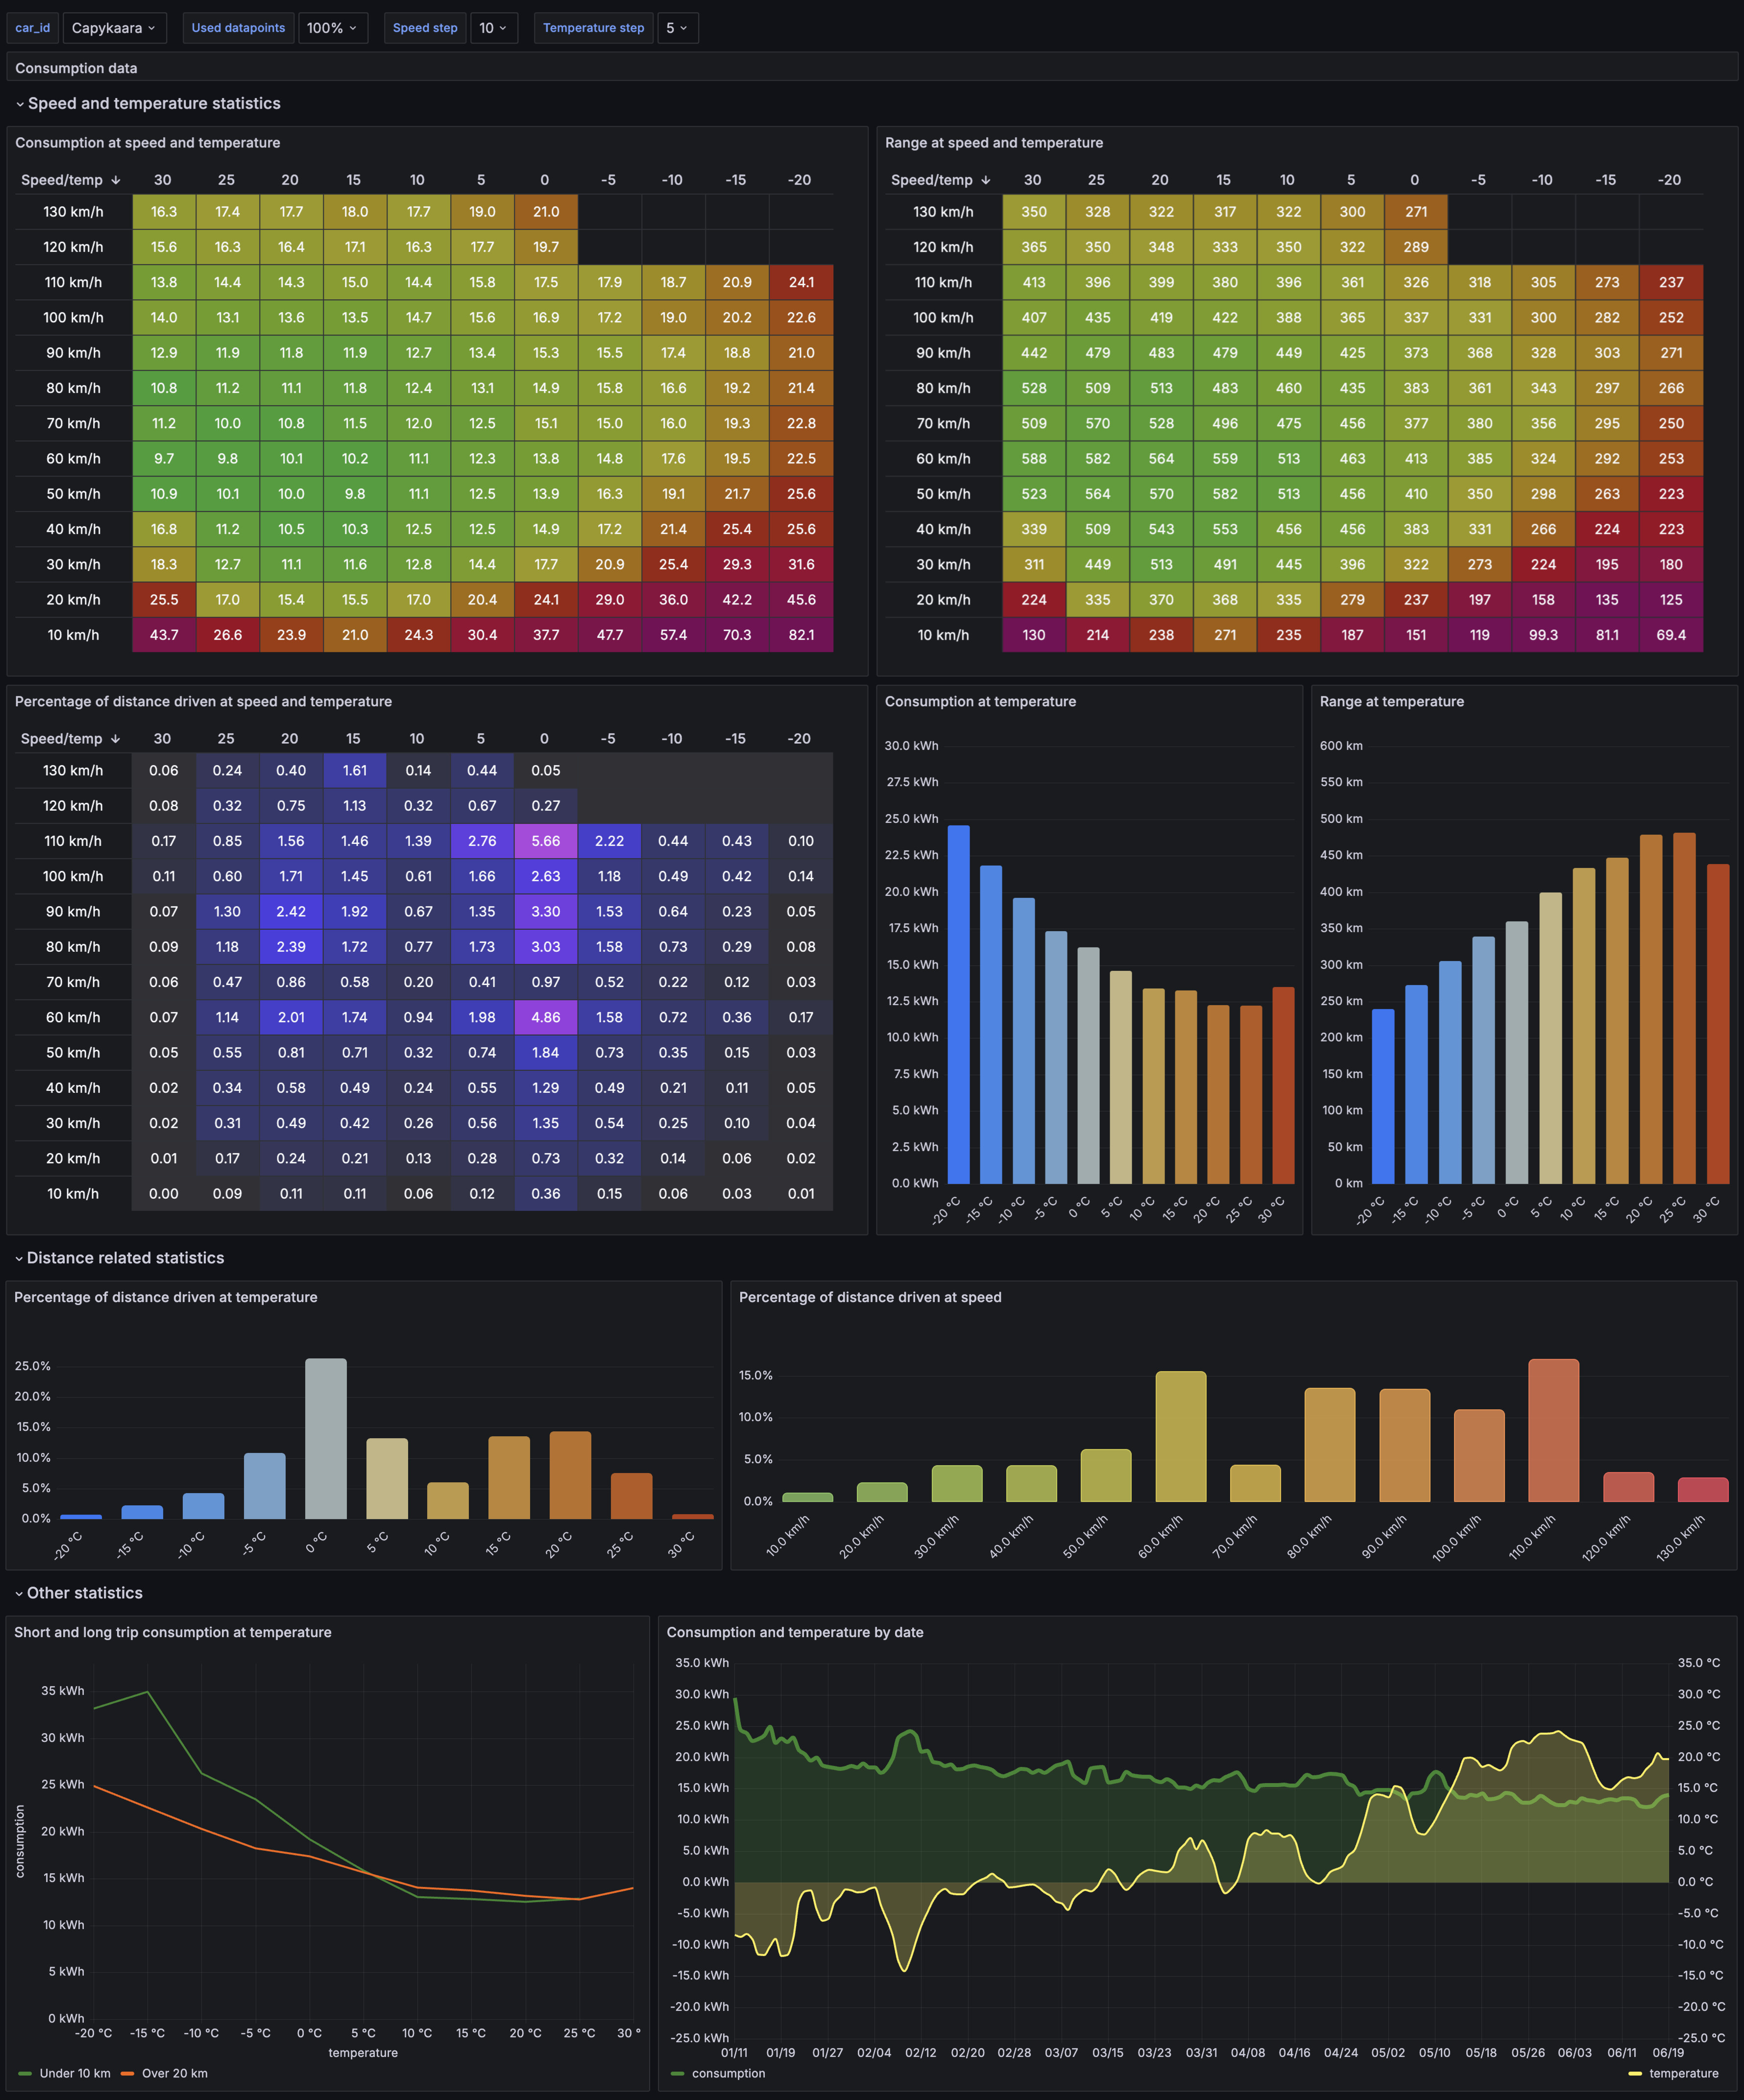 car_id Capykaara Used datapoints 100% Speed step 10 Temperature step 5
Consumption data
Speed and temperature statistics
Consumption at speed and temperature
Speed/temp 30 25 20 15 10 5 0 -5 -10 -15 -20
130 km/h 16.3 17.4 17.7 18.0 17.7 19.0 21.0
120 km/h 15.6 16.3 16.4 17.1 16.3 17.7 19.7
110 km/h 13.8 14.4 14.3 15.0 14.4 15.8 17.5 17.9 18.7 20.9 24.1
100 km/h 14.0 13.1 13.6 13.5 14.7 15.6 16.9 17.2 19.0 20.2 22.6
90 km/h 12.9 11.9 11.8 11.9 12.7 13.4 15.3 15.5 17.4 18.8 21.0
80 km/h 10.8 11.2 11.1 11.8 12.4 13.1 14.9 15.8 16.6 19.2 21.4
70 km/h 11.2 10.0 10.8 11.5 12.0 12.5 15.1 15.0 16.0 19.3 22.8
60 km/h 9.7 9.8 10.1 10.2 11.1 12.3 13.8 14.8 17.6 19.5 22.5
50 km/h 10.9 10.1 10.0 9.8 11.1 12.5 13.9 16.3 19.1 21.7 25.6
40 km/h 16.8 11.2 10.5 10.3 12.5 12.5 14.9 17.2 21.4 25.4 25.6
30 km/h 18.3 12.7 11.1 11.6 12.8 14.4 17.7 20.9 25.4 29.3 31.6
20 km/h 25.5 17.0 15.4 15.5 17.0 20.4 24.1 29.0 36.0 42.2 45.6
10 km/h 43.7 26.6 23.9 21.0 24.3 30.4 37.7 47.7 57.4 70.3 82.1
Range at speed and temperature
Speed/temp 30 25 20 15 10 5 0 -5 -10 -15 -20
130 km/h 350 328 322 317 322 300 271
120 km/h 365 350 348 333 350 322 289
110 km/h 413 396 399 380 396 361 326 318 305 273 237
100 km/h 407 435 419 422 388 365 337 331 300 282 252
90 km/h 442 479 483 479 449 425 373 368 328 303 271
80 km/h 528 509 513 483 460 435 383 361 343 297 266
70 km/h 509 570 528 496 475 456 377 380 356 295 250
60 km/h 588 582 564 559 513 463 413 385 324 292 253
50 km/h 523 564 570 582 513 456 410 350 298 263 223
40 km/h 339 509 543 553 456 456 383 331 266 224 223
30 km/h 311 449 513 491 445 396 322 273 224 195 180
20 km/h 224 335 370 368 335 279 237 197 158 135 125
10 km/h 130 214 238 271 235 187 151 119 99.3 81.1 69.4
Percentage of distance driven at speed and temperature
Speed/temp 30 25 20 15 10 5 0 -5 -10 -15 -20
130 km/h 0.06 0.24 0.40 1.61 0.14 0.44 0.05
120 km/h 0.08 0.32 0.75 1.13 0.32 0.67 0.27
110 km/h 0.17 0.85 1.56 1.46 1.39 2.76 5.66 2.22 0.44 0.43 0.10
100 km/h 0.11 0.60 1.71 1.45 0.61 1.66 2.63 1.18 0.49 0.42 0.14
90 km/h 0.07 1.30 2.42 1.92 0.67 1.35 3.30 1.53 0.64 0.23 0.05
80 km/h 0.09 1.18 2.39 1.72 0.77 1.73 3.03 1.58 0.73 0.29 0.08
70 km/h 0.06 0.47 0.86 0.58 0.20 0.41 0.97 0.52 0.22 0.12 0.03
60 km/h 0.07 1.14 2.01 1.74 0.94 1.98 4.86 1.58 0.72 0.36 0.17
50 km/h 0.05 0.55 0.81 0.71 0.32 0.74 1.84 0.73 0.35 0.15 0.03
40 km/h 0.02 0.34 0.58 0.49 0.24 0.55 1.29 0.49 0.21 0.11 0.05
30 km/h 0.02 0.31 0.49 0.42 0.26 0.56 1.35 0.54 0.25 0.10 0.04
20 km/h 0.01 0.17 0.24 0.21 0.13 0.28 0.73 0.32 0.14 0.06 0.02
10 km/h 0.00 0.09 0.11 0.11 0.06 0.12 0.36 0.15 0.06 0.03 0.01
Consumption at temperature
30.0 kWh
27.5 kWh
25.0 kWh
22.5 kWh
20.0 kWh
17.5 kWh
15.0 kWh
12.5 kWh
10.0 kWh
7.5 kWh
5.0 kWh
2.5 kWh
0.0 kWh
-20 °C -15 °C -10 °C -5 °C 0 °C 5 °C 10 °C 15 °C 20 °C 25 °C 30 °C
Range at temperature
600 km
550 km
500 km
450 km
400 km
350 km
300 km
250 km
200 km
150 km
100 km
50 km
0 km
-20 °C -15 °C -10 °C -5 °C 0 °C 5 °C 10 °C 15 °C 20 °C 25 °C 30 °C
Distance related statistics
Percentage of distance driven at temperature
25.0%
20.0%
15.0%
10.0%
5.0%
0.0%
-20 °C -15 °C -10 °C -5 °C 0 °C 5 °C 10 °C 15 °C 20 °C 25 °C 30 °C
Percentage of distance driven at speed
15.0%
10.0%
5.0%
0.0%
10.0 km/h 20.0 km/h 30.0 km/h 40.0 km/h 50.0 km/h 60.0 km/h 70.0 km/h 80.0 km/h 90.0 km/h 100.0 km/h 110.0 km/h 120.0 km/h 130.0 km/h
Other statistics
Short and long trip consumption at temperature
35 kWh
30 kWh
25 kWh
20 kWh
15 kWh
10 kWh
5 kWh
0 kWh
consumption
-20 °C -15 °C -10 °C -5 °C 0 °C 5 °C 10 °C 15 °C 20 °C 25 °C 30 °
temperature
Under 10 km Over 20 km
Consumption and temperature by date
35.0 kWh 35.0 °C
30.0 kWh 30.0 °C
25.0 kWh 25.0 °C
20.0 kWh 20.0 °C
15.0 kWh 15.0 °C
10.0 kWh 10.0 °C
5.0 kWh 5.0 °C
0.0 kWh 0.0 °C
-5.0 kWh -5.0 °C
-10.0 kWh -10.0 °C
-15.0 kWh -15.0 °C
-20.0 kWh -20.0 °C
-25.0 kWh -25.0 °C
01/11 01/19 01/27 02/04 02/12 02/20 02/28 03/07 03/15 03/23 03/31 04/08 04/16 04/24 05/02 05/10 05/18 05/26 06/03 06/11 06/19
consumption temperature